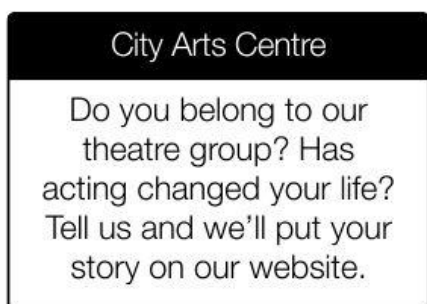 City Arts Centre
Do you belong to our
theatre group? Has
acting changed your life?
Tell us and we’ll put your
story on our website.